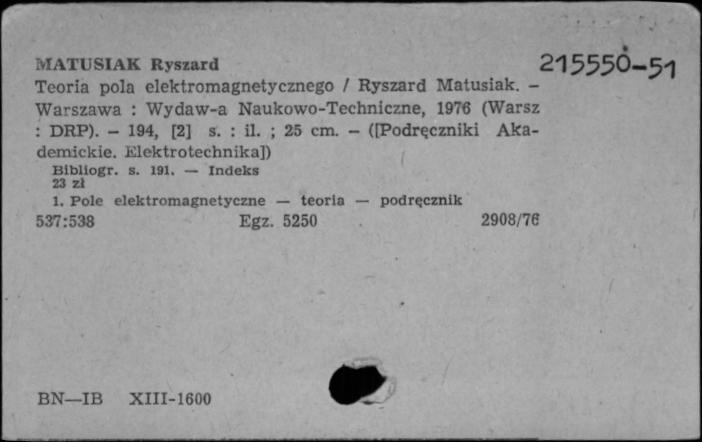 MATUSIAK Ryszard
215550-51
Teoria pola elektromagnetycznego / Ryszard Matusiak. –
Warszawa : Wydaw-a Naukowo-Techniczne, 1976 (Warsz
: DRP). – 194, [2] s. : il. ; 25 cm. – ([Podręczniki Aka-
demickie. Elektrotechnika])
Bibliogr. s. 191. — Indeks
23 zł
1. Pole elektromagnetyczne — teoria — podręcznik
537:538 Egz. 5250 2908/76
BN—IB XIII-1600